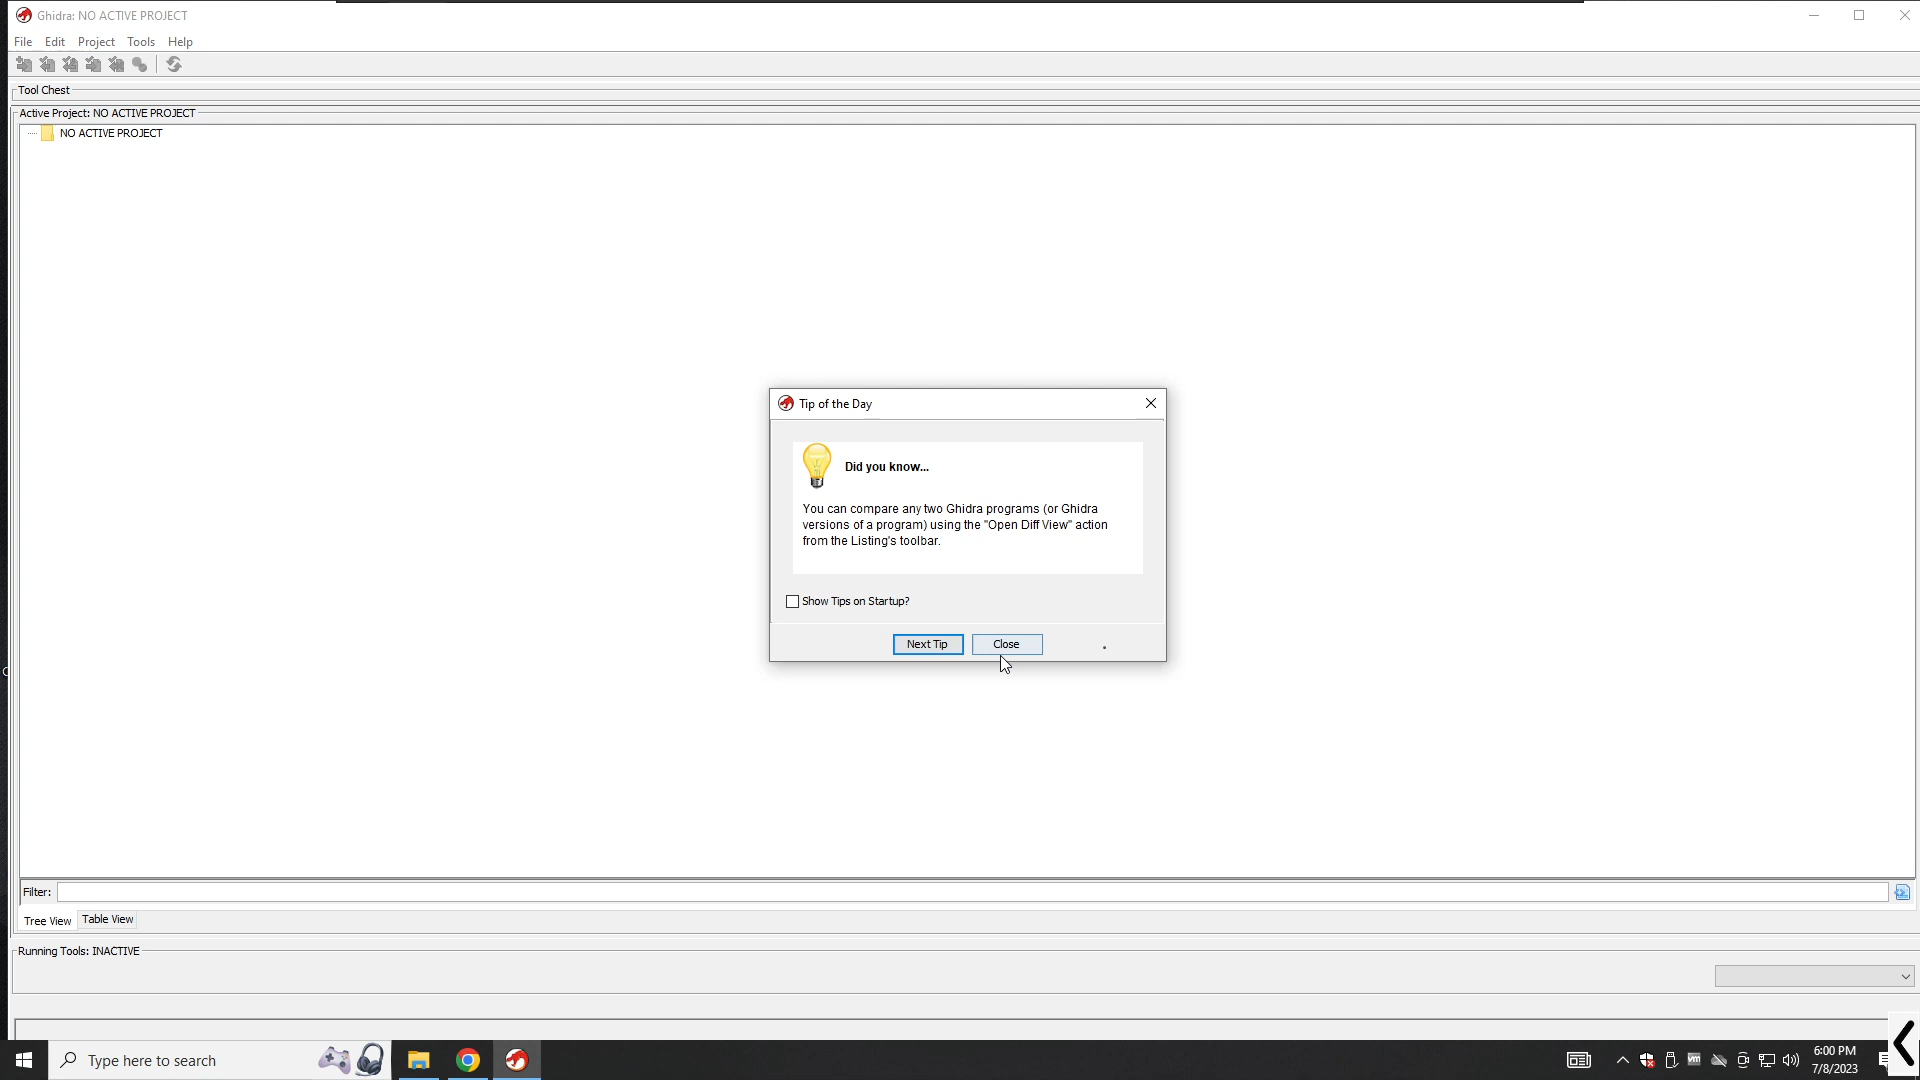 Ghidra: NO ACTIVE PROJECT
File Edit Project Tools Help
Tool Chest
Active Project: NO ACTIVE PROJECT
NO ACTIVE PROJECT
Tip of the Day
Did you know...
You can compare any two Ghidra programs (or Ghidra
versions of a program) using the "Open Diff View" action
from the Listing's toolbar.
Show Tips on Startup?
Next Tip Close
Filter:
Tree View Table View
Running Tools: INACTIVE
Type here to search
vm
6:00 PM
7/8/2023